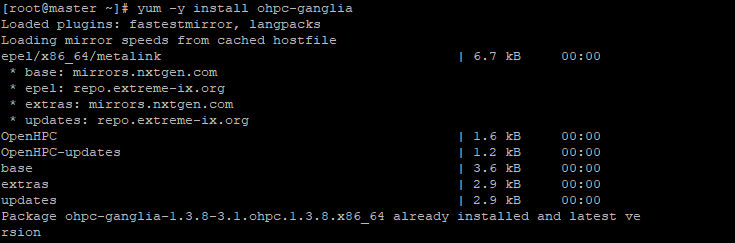 [root@master ~]# yum -y install ohpc-ganglia
Loaded plugins: fastestmirror, langpacks
Loading mirror speeds from cached hostfile
epel/x86_64/metalink | 6.7 kB 00:00
* base: mirrors.nxtgen.com
* epel: repo.extreme-ix.org
* extras: mirrors.nxtgen.com
* updates: repo.extreme-ix.org
OpenHPC | 1.6 kB 00:00
OpenHPC-updates | 1.2 kB 00:00
base | 3.6 kB 00:00
extras | 2.9 kB 00:00
updates | 2.9 kB 00:00
Package ohpc-ganglia-1.3.8-3.1.ohpc.1.3.8.x86_64 already installed and latest ve
rsion